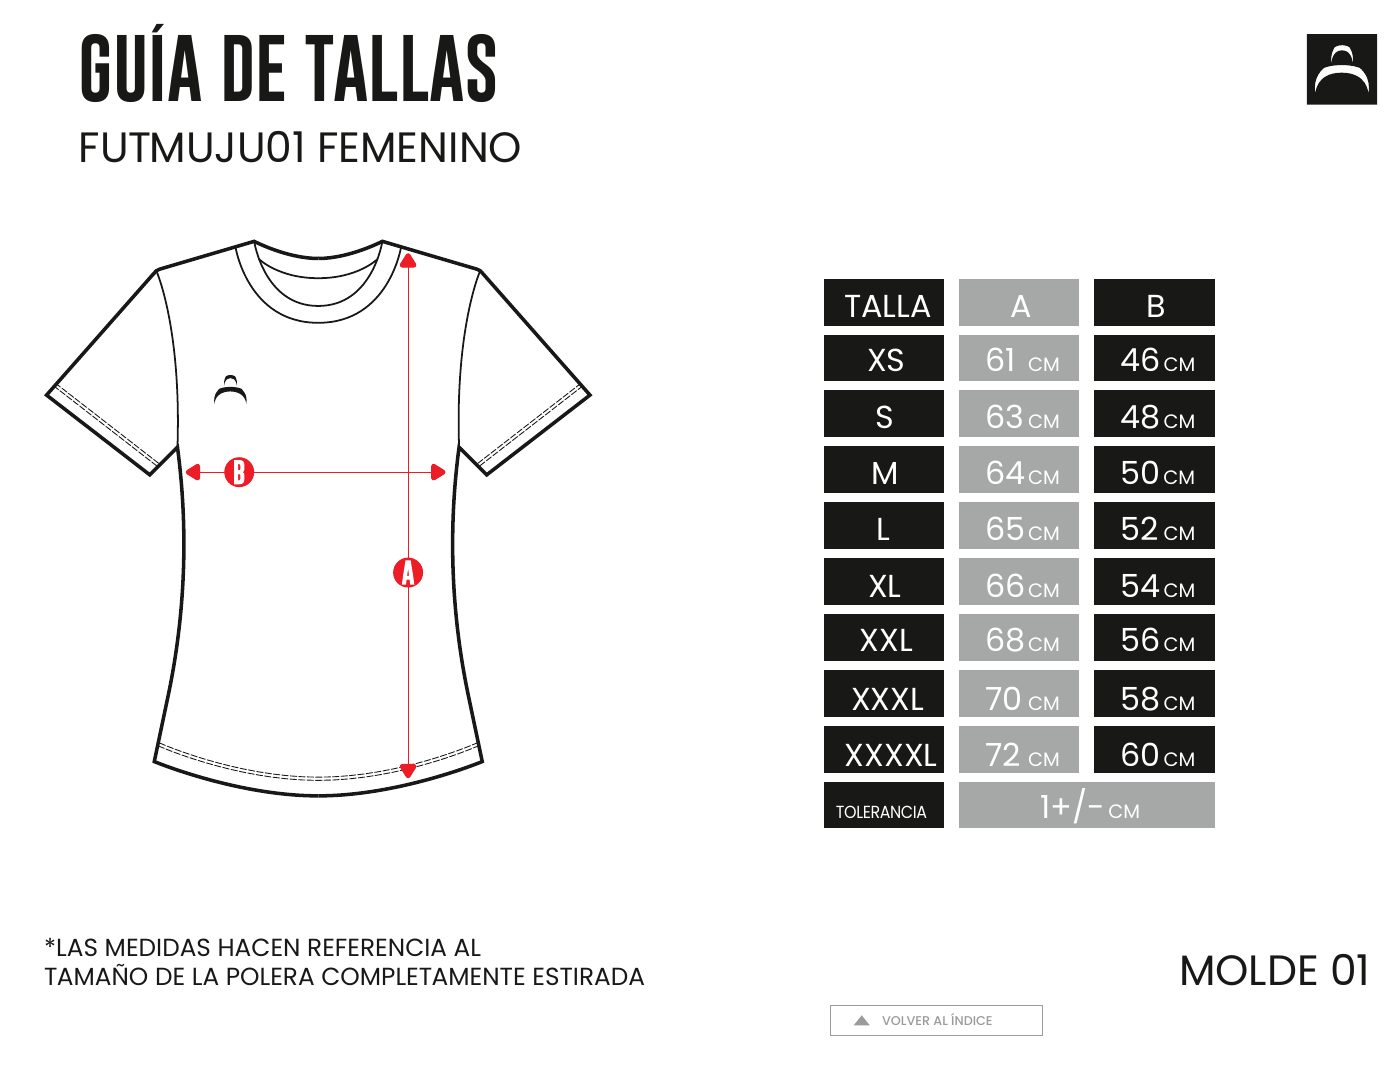 GUÍA DE TALLAS
FUTMUJU01 FEMENINO
B
A
TALLA A B
XS 61 CM 46 CM
S 63 CM 48 CM
M 64 CM 50 CM
L 65 CM 52 CM
XL 66 CM 54 CM
XXL 68 CM 56 CM
XXXL 70 CM 58 CM
XXXXL 72 CM 60 CM
TOLERANCIA 1+/- CM
*LAS MEDIDAS HACEN REFERENCIA AL
TAMAÑO DE LA POLERA COMPLETAMENTE ESTIRADA
MOLDE 01
VOLVER AL ÍNDICE